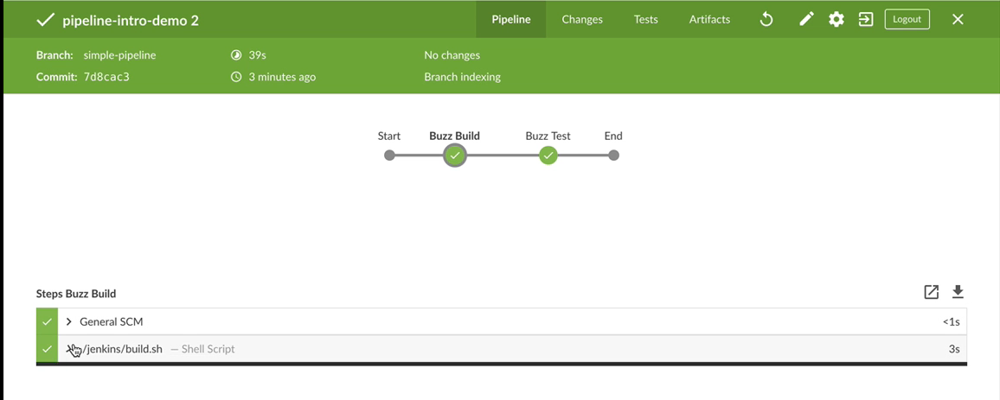 pipeline-intro-demo 2
Pipeline Changes Tests Artifacts Logout
Branch: simple-pipeline 39s No changes
Commit: 7d8cac3 3 minutes ago Branch indexing
Start Buzz Build Buzz Test End
Steps Buzz Build
General SCM <1s
/jenkins/build.sh — Shell Script 3s